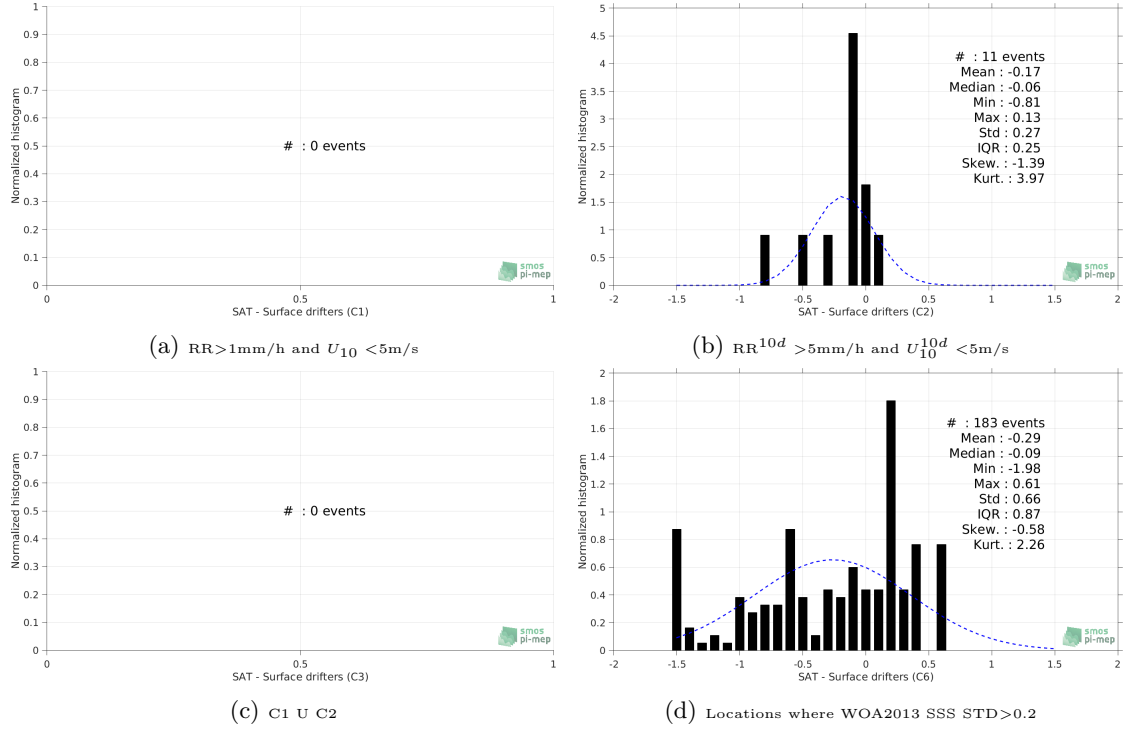 1
0.9
0.8
0.7
0.6
0.5
0.4
0.3
0.2
0.1
0
Normalized histogram
# : 0 events
smos
pi-mep
0 0.5 1
SAT - Surface drifters (C1)
(a) RR>1mm/h and U10 <5m/s
5
4.5
4
3.5
3
2.5
2
1.5
1
0.5
0
Normalized histogram
# : 11 events
Mean : -0.17
Median : -0.06
Min : -0.81
Max : 0.13
Std : 0.27
IQR : 0.25
Skew. : -1.39
Kurt. : 3.97
smos
pi-mep
-2 -1.5 -1 -0.5 0 0.5 1 1.5 2
SAT - Surface drifters (C2)
(b) RR^10d >5mm/h and U10^10d <5m/s
1
0.9
0.8
0.7
0.6
0.5
0.4
0.3
0.2
0.1
0
Normalized histogram
# : 0 events
smos
pi-mep
0 0.5 1
SAT - Surface drifters (C3)
(c) C1 U C2
2
1.8
1.6
1.4
1.2
1
0.8
0.6
0.4
0.2
0
Normalized histogram
# : 183 events
Mean : -0.29
Median : -0.09
Min : -1.98
Max : 0.61
Std : 0.66
IQR : 0.87
Skew. : -0.58
Kurt. : 2.26
smos
pi-mep
-2 -1.5 -1 -0.5 0 0.5 1 1.5 2
SAT - Surface drifters (C6)
(d) Locations where WOA2013 SSS STD>0.2